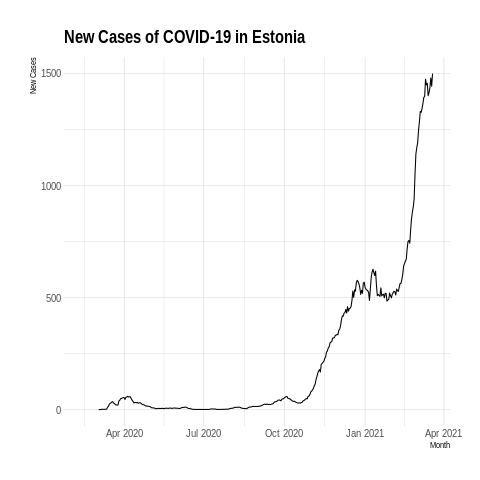 New Cases of COVID-19 in Estonia
New Cases
1500
1000
500
0
Apr 2020 Jul 2020 Oct 2020 Jan 2021 Apr 2021
Month